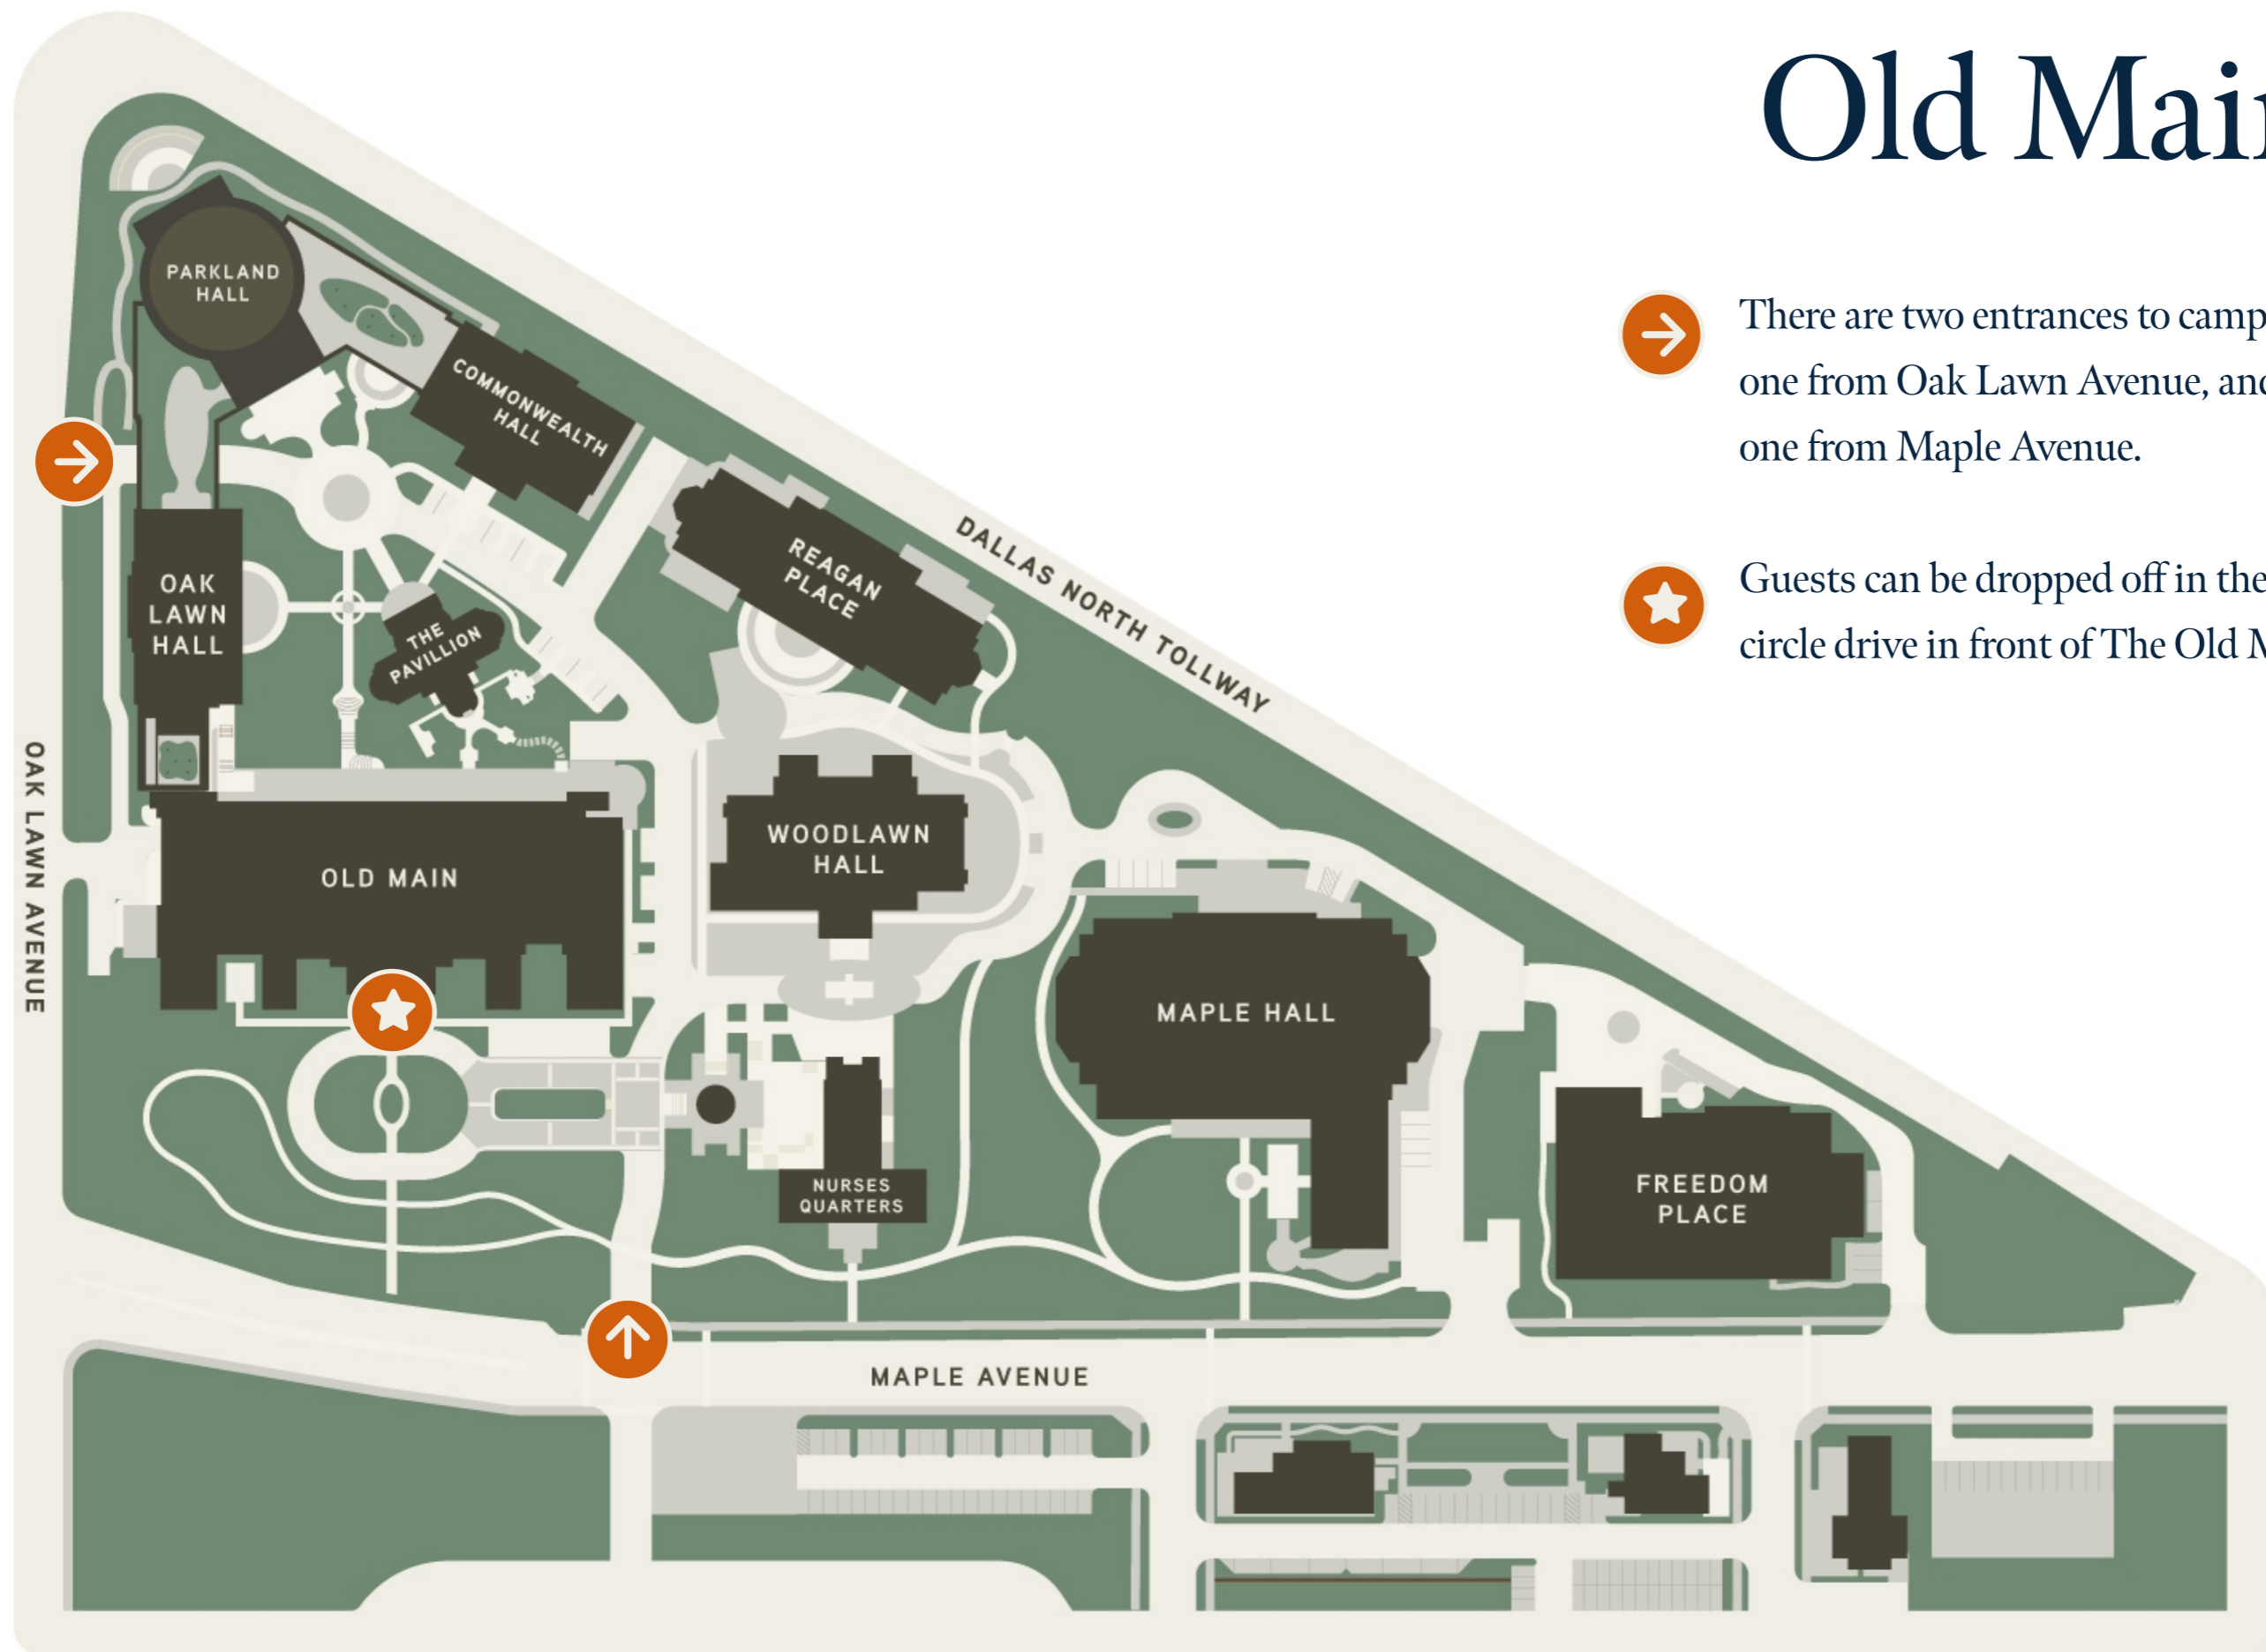 Old Mai
There are two entrances to
one from Oak Lawn Avenue,
one from Maple Avenue.
Guests can be dropped off in the
circle drive in front of The Old
PARKLAND
HALL
COMMONWEALTH
HALL
REAGAN
PLACE
DALLAS NORTH TOLLWAY
OAK
LAWN
HALL
THE
PAVILLION
OAK LAWN AVENUE
OLD MAIN
WOODLAWN
HALL
MAPLE HALL
NURSES
QUARTERS
FREEDOM
PLACE
MAPLE AVENUE